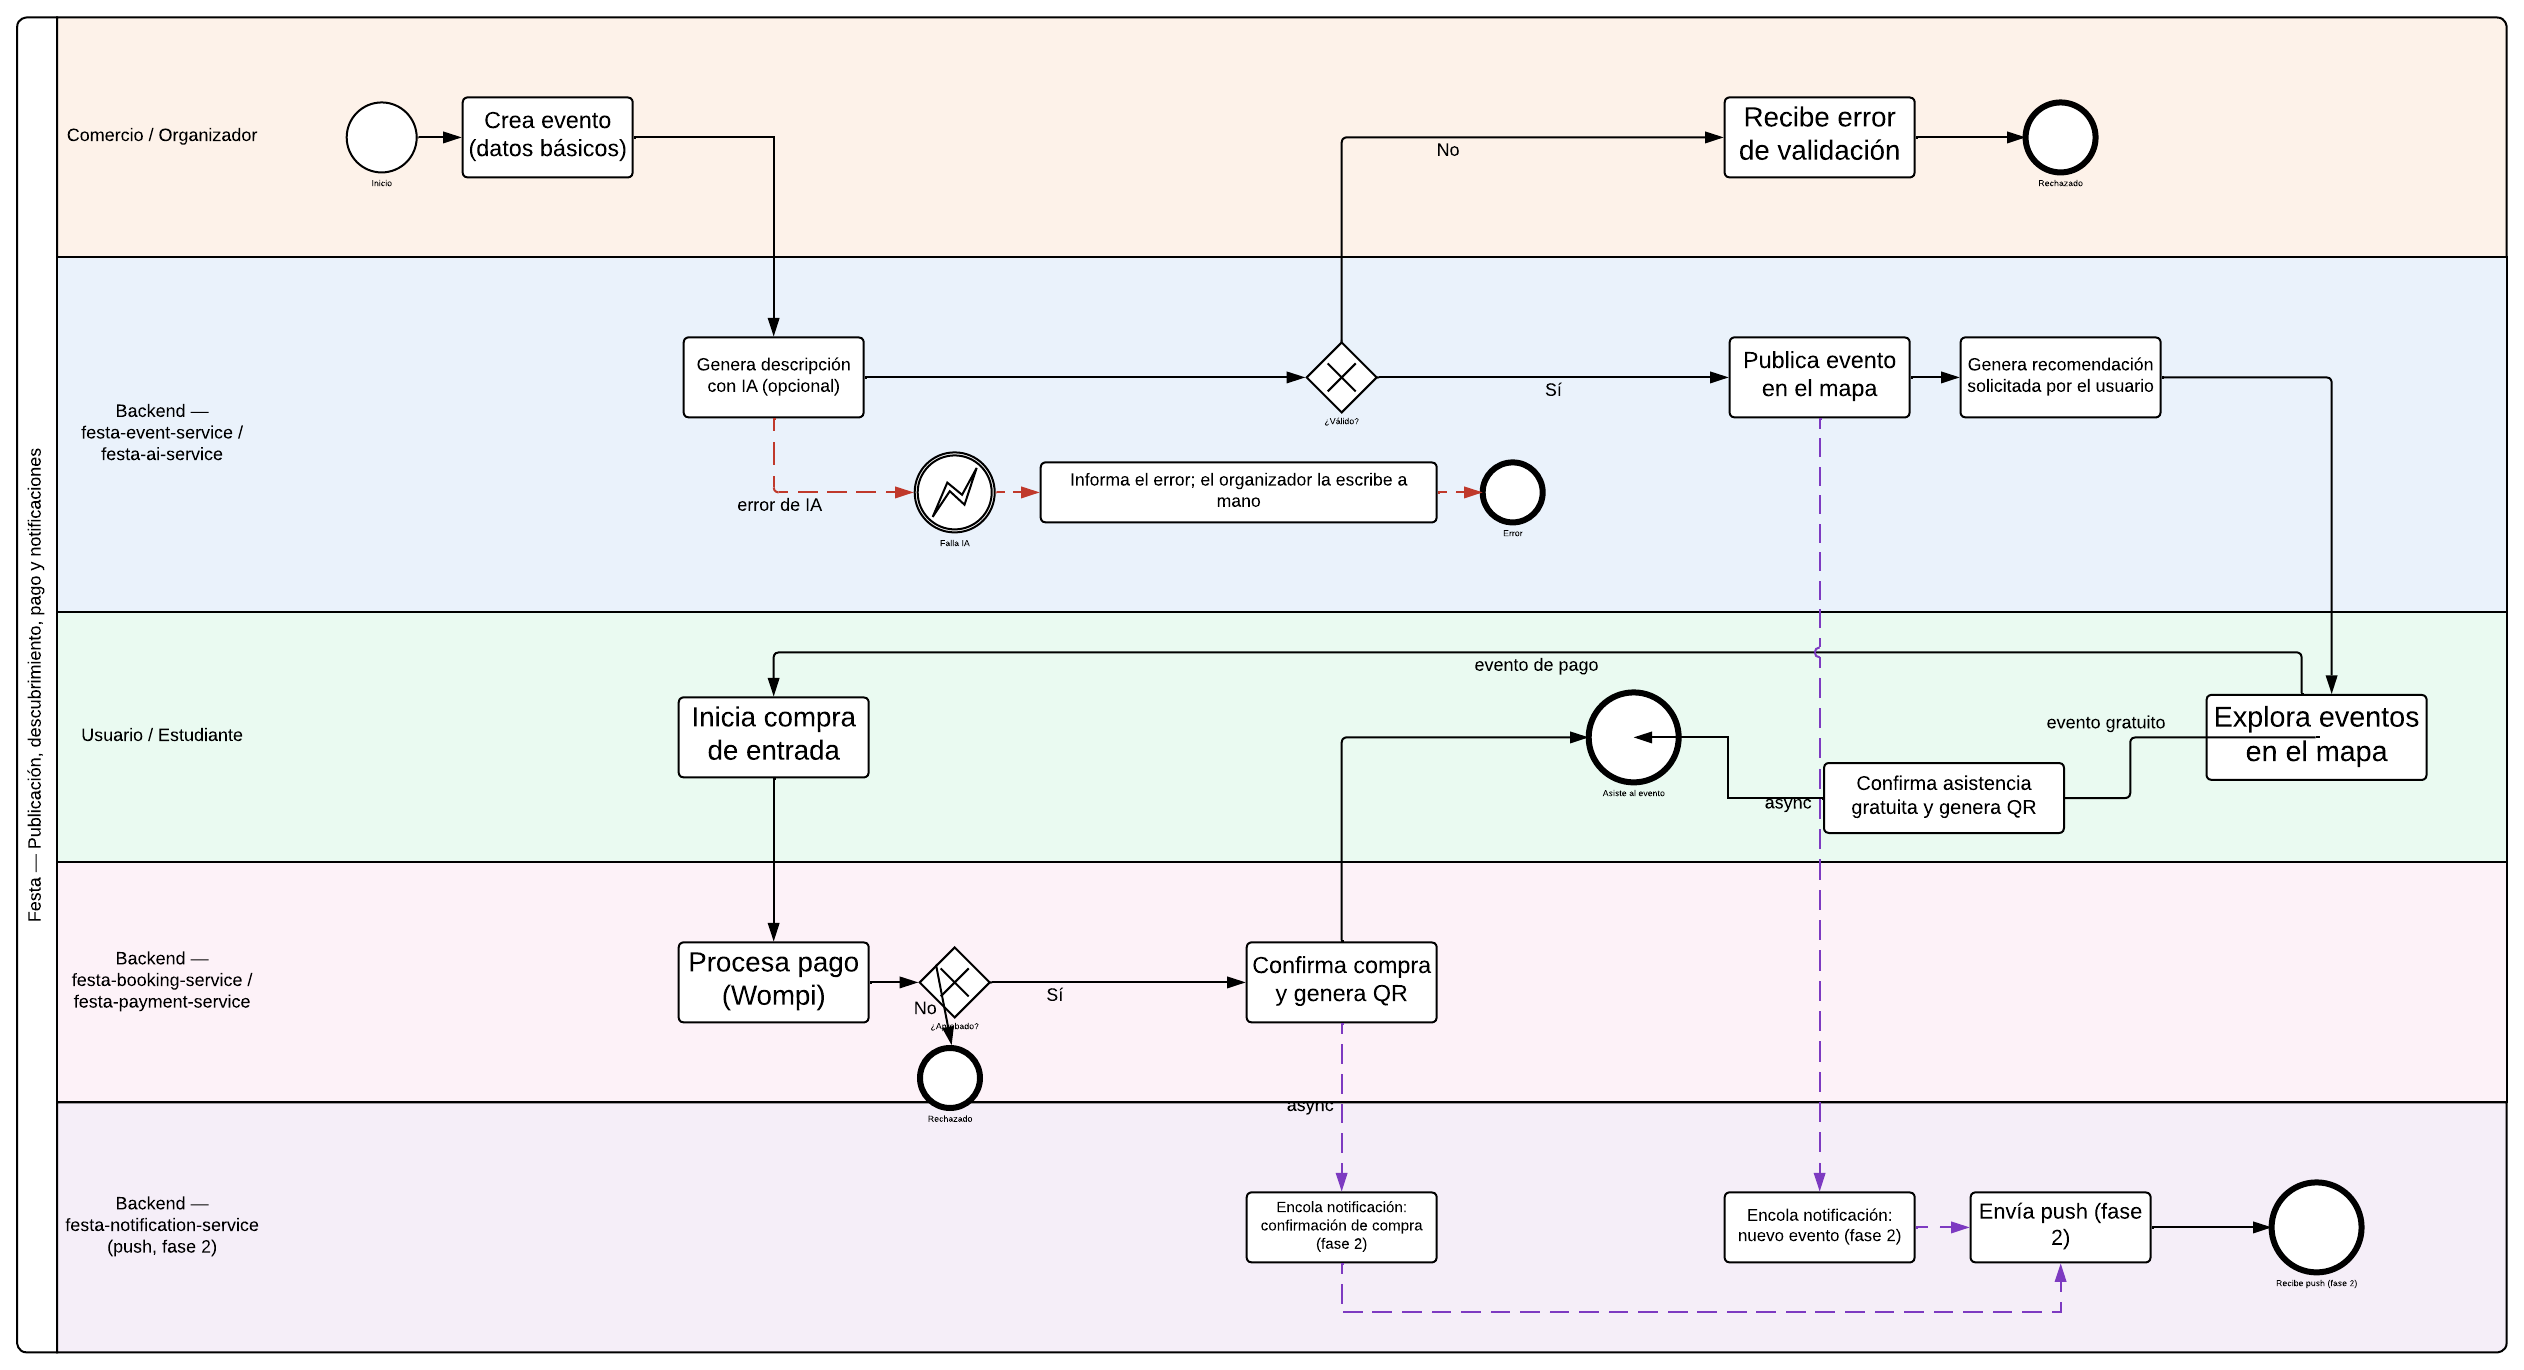 Festa — Publicación, descubrimiento, pago y notificaciones
Comercio / Organizador
Inicio
Crea evento
(datos básicos)
No
Recibe error
de validación
Rechazado
Backend —
festa-event-service /
festa-ai-service
Genera descripción
con IA (opcional)
¿Válido?
Sí
Publica evento
en el mapa
Genera recomendación
solicitada por el usuario
error de IA
Falla IA
Informa el error; el organizador la escribe a
mano
Error
Usuario / Estudiante
evento de pago
Inicia compra
de entrada
Asiste al evento
evento gratuito
Explora eventos
en el mapa
async
Confirma asistencia
gratuita y genera QR
Backend —
festa-booking-service /
festa-payment-service
Procesa pago
(Wompi)
No
¿Aprobado?
Sí
Confirma compra
y genera QR
Rechazado
async
Backend —
festa-notification-service
(push, fase 2)
Encola notificación:
confirmación de compra
(fase 2)
Encola notificación:
nuevo evento (fase 2)
Envía push (fase
2)
Recibe push (fase 2)